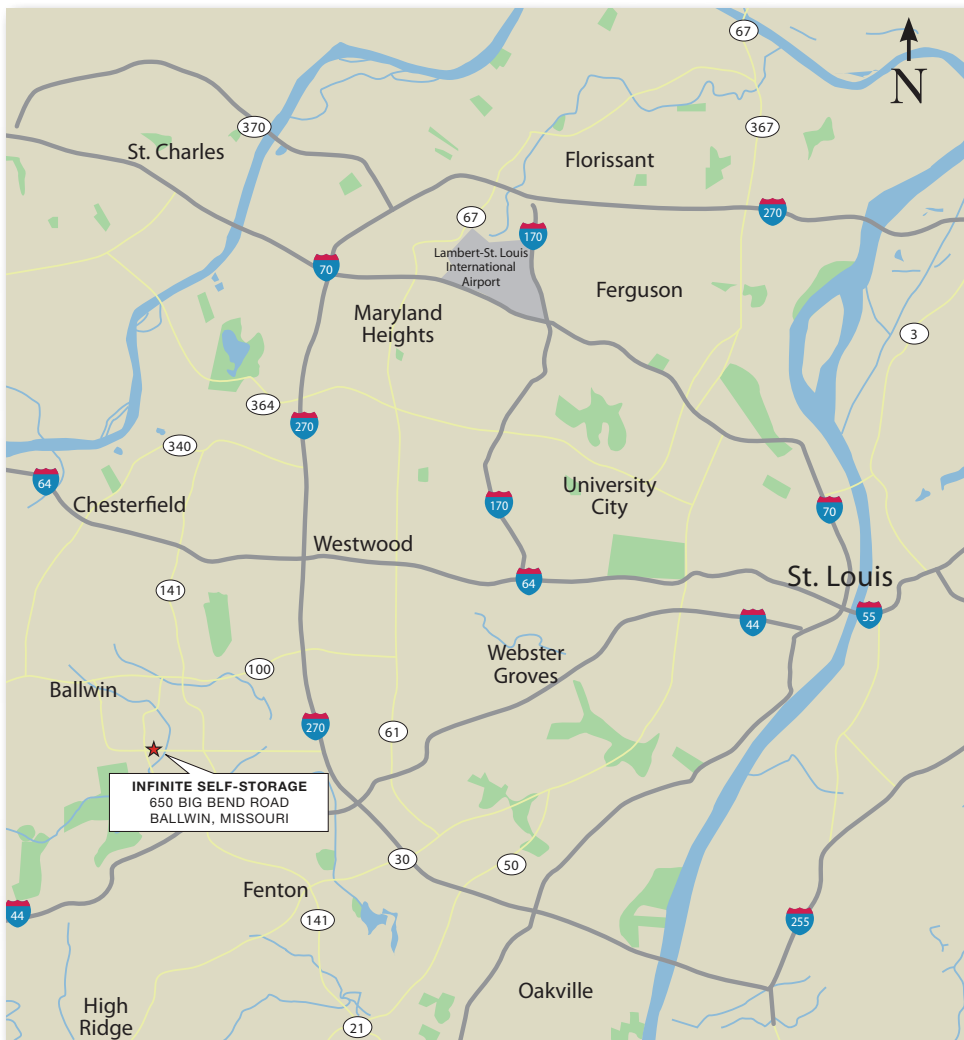 67
N
370
367
St. Charles
Florissant
67
270
170
Lambert-St. Louis
International
Airport
70
Ferguson
Maryland
Heights
3
364
270
340
64
Chesterfield
University
City
170
70
Westwood
64
St. Louis
141
55
44
Webster
Groves
100
Ballwin
270
61
INFINITE SELF-STORAGE
650 BIG BEND ROAD
BALLWIN, MISSOURI
30
50
Fenton
44
141
255
Oakville
High
Ridge
21